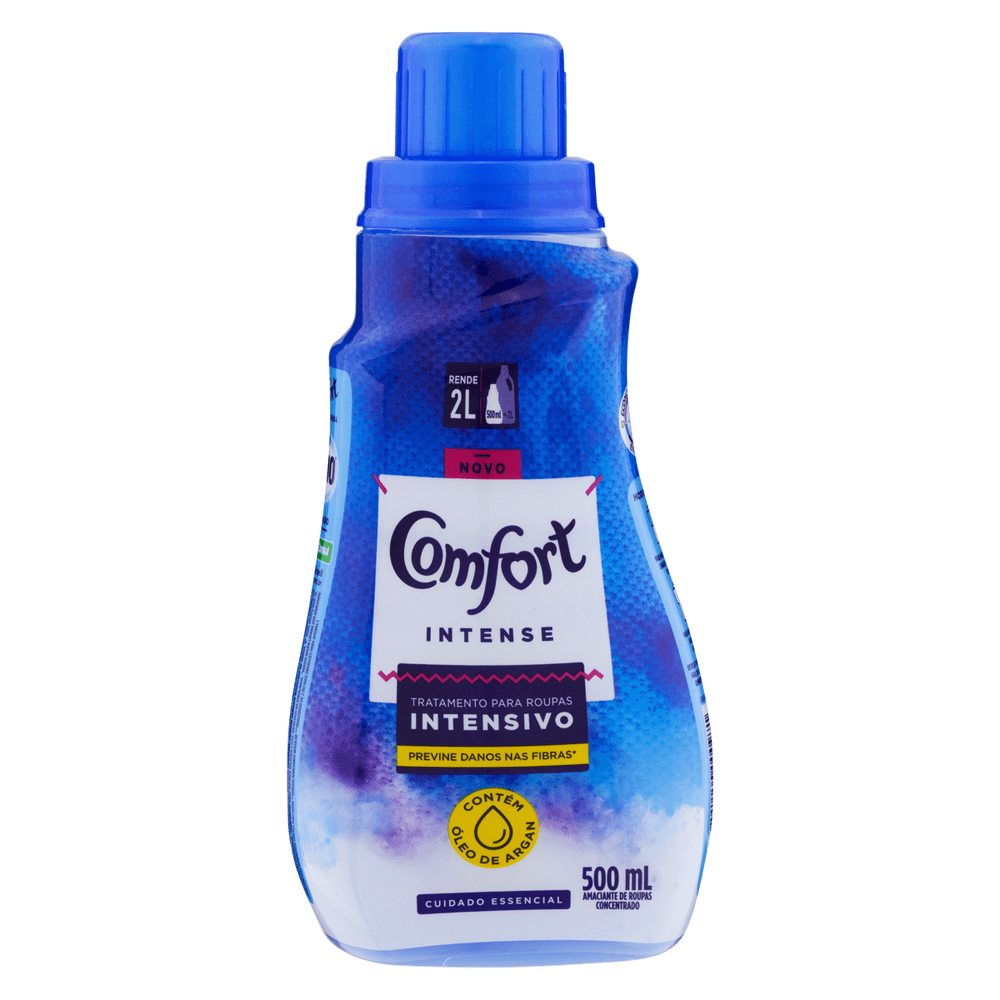 RENDE
2L
500ml = 2L
NOVO
Comfort
INTENSE
TRATAMENTO PARA ROUPAS
INTENSIVO
PREVINE DANOS NAS FIBRAS*
CONTÉM
ÓLEO DE ARGAN
500 mL
AMACIANTE DE ROUPAS
CONCENTRADO
CUIDADO ESSENCIAL